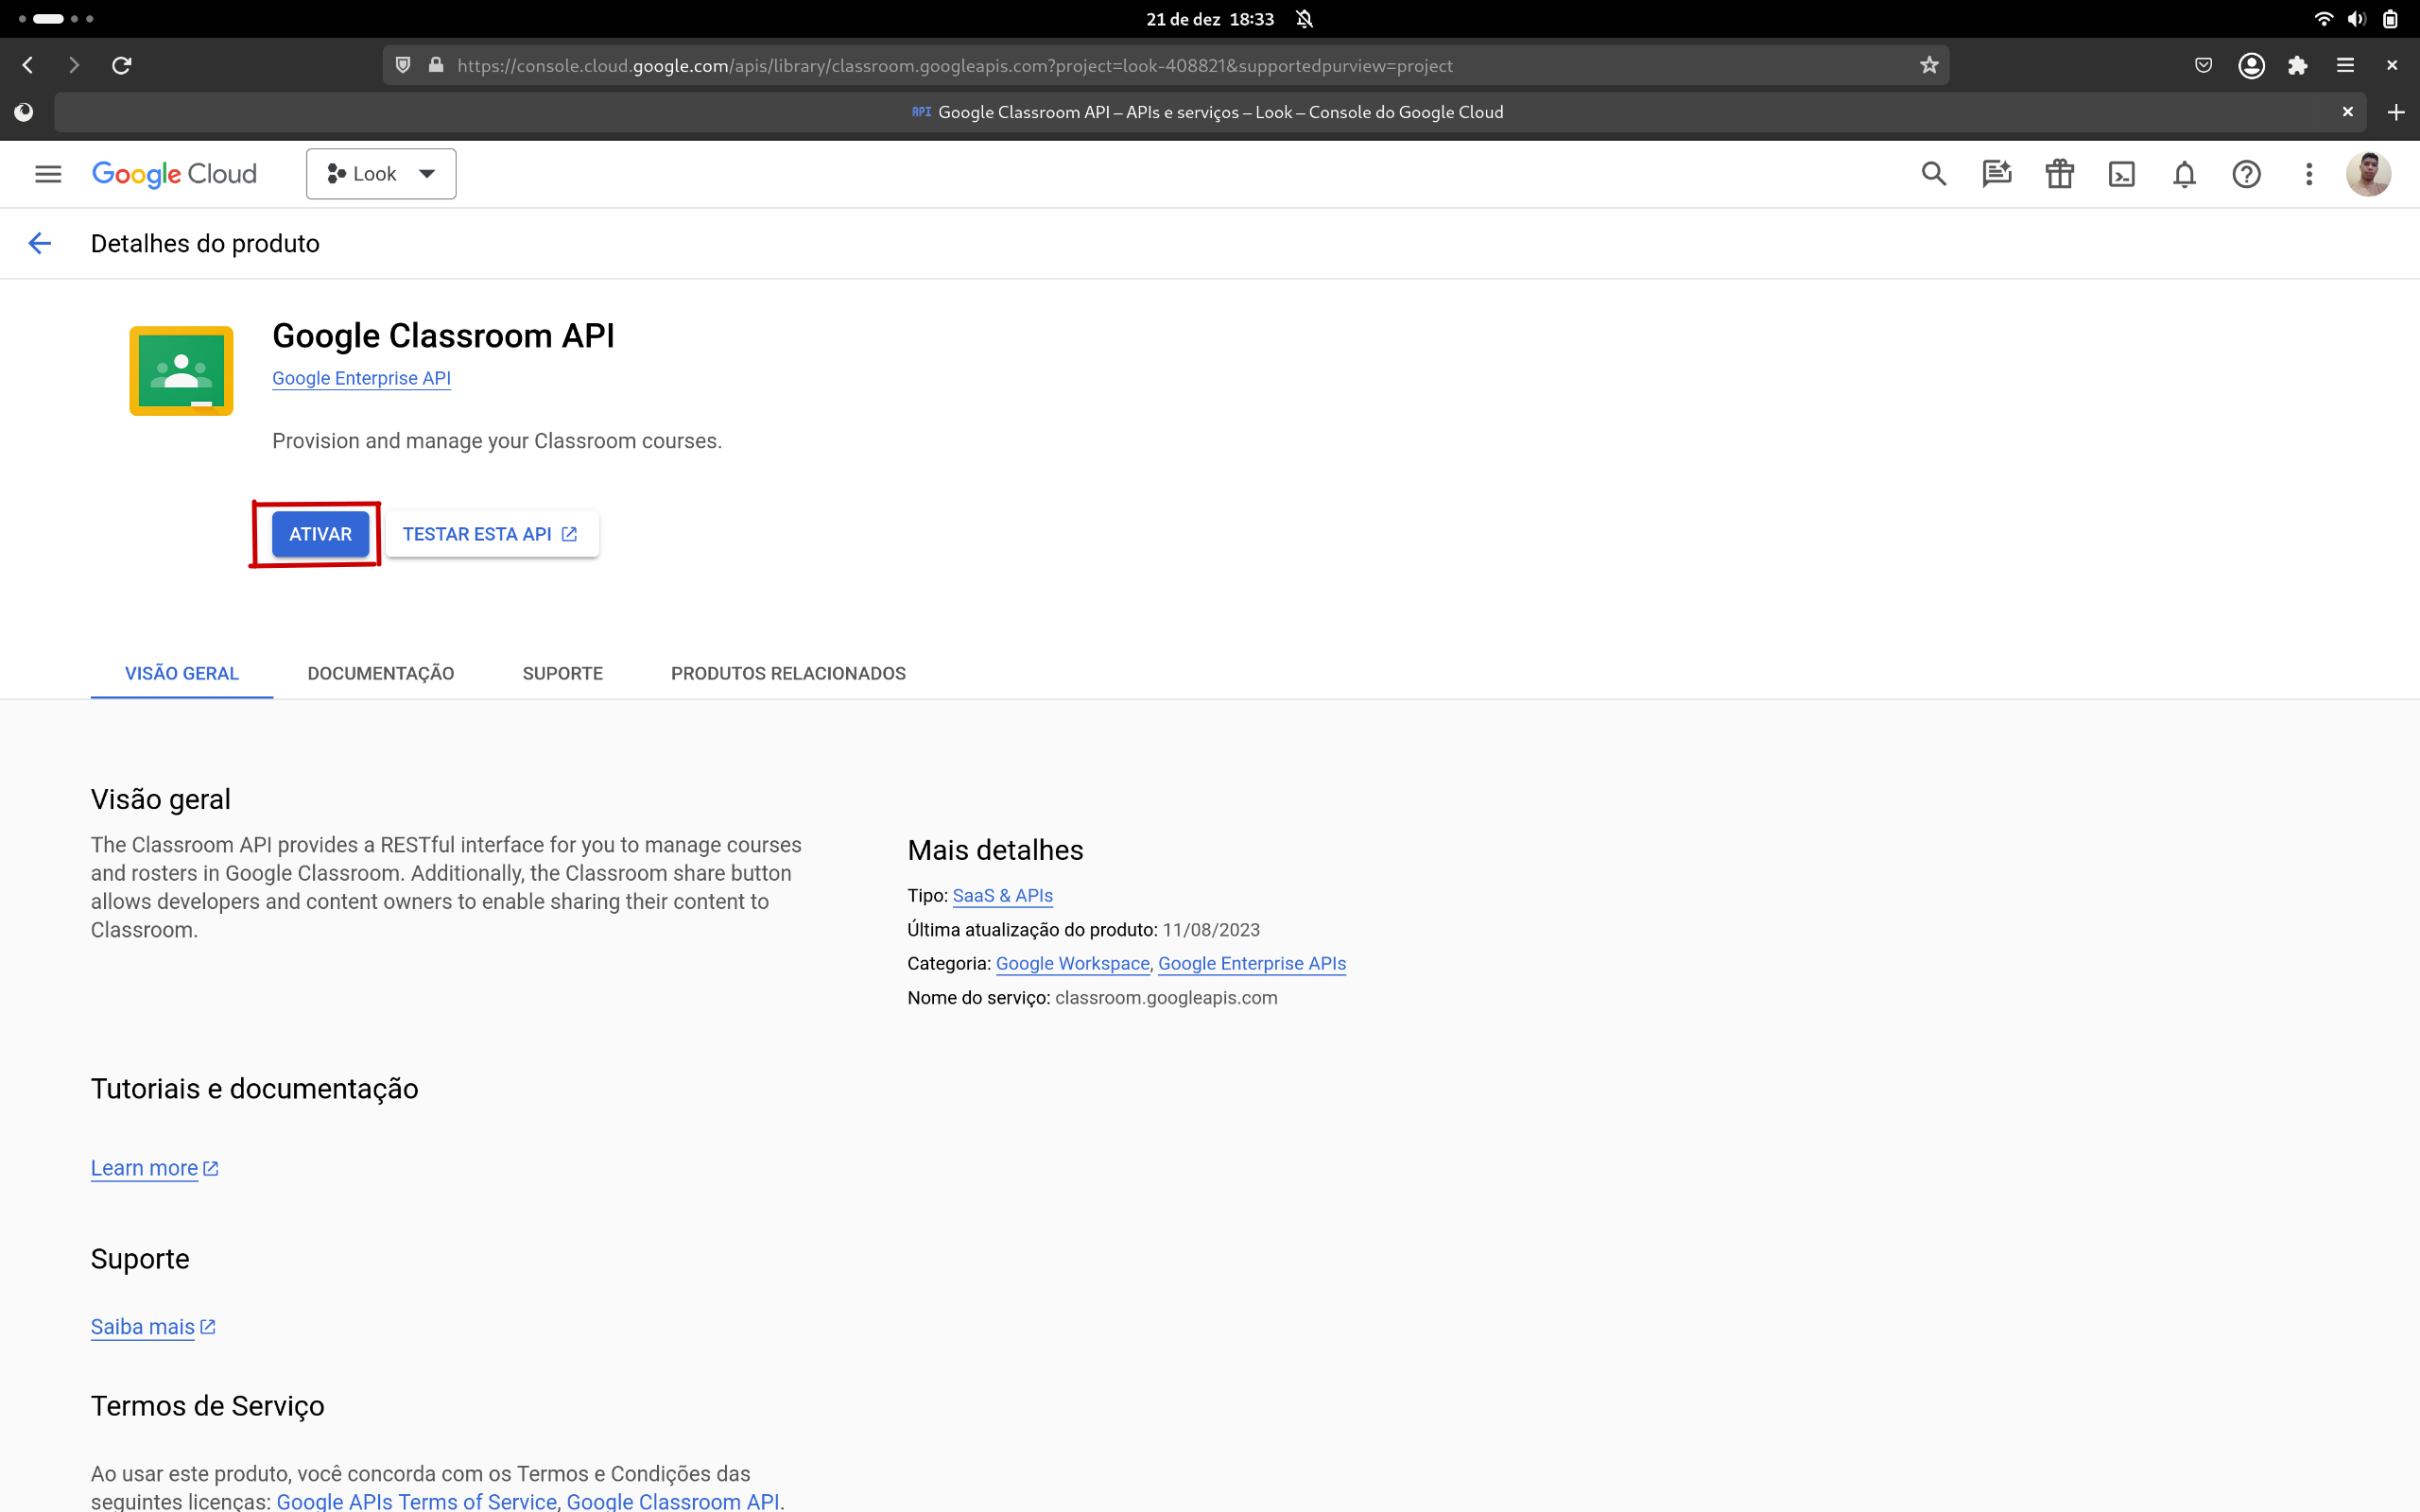 21 de dez 18:33
https://console.cloud.google.com/apis/library/classroom.googleapis.com?project=look-408821&supportedpurview=project
API Google Classroom API – APIs e serviços – Look – Console do Google Cloud
Google Cloud
Look
Detalhes do produto
Google Classroom API
Google Enterprise API
Provision and manage your Classroom courses.
ATIVAR
TESTAR ESTA API
VISÃO GERAL
DOCUMENTAÇÃO
SUPORTE
PRODUTOS RELACIONADOS
Visão geral
The Classroom API provides a RESTful interface for you to manage courses
and rosters in Google Classroom. Additionally, the Classroom share button
allows developers and content owners to enable sharing their content to
Classroom.
Mais detalhes
Tipo: SaaS & APIs
Última atualização do produto: 11/08/2023
Categoria: Google Workspace, Google Enterprise APIs
Nome do serviço: classroom.googleapis.com
Tutoriais e documentação
Learn more
Suporte
Saiba mais
Termos de Serviço
Ao usar este produto, você concorda com os Termos e Condições das
seguintes licenças: Google APIs Terms of Service, Google Classroom API.